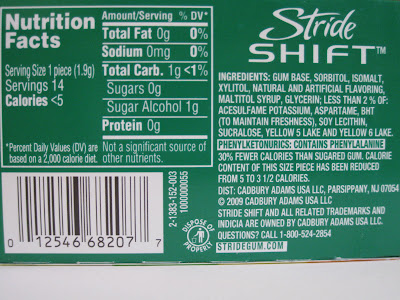 Nutrition Facts
Serving Size 1 piece (1.9g)
Servings 14
Calories <5
Amount/Serving % DV*
Total Fat 0g 0%
Sodium 0mg 0%
Total Carb. 1g <1%
Sugars 0g
Sugar Alcohol 1g
Protein 0g
*Percent Daily Values (DV) are based on a 2,000 calorie diet.
Not a significant source of other nutrients.
0 12546 68207 7
1-1383-152-003
1000000055
Stride
SHIFT™
INGREDIENTS: GUM BASE, SORBITOL, ISOMALT,
XYLITOL, NATURAL AND ARTIFICIAL FLAVORING,
MALTITOL SYRUP, GLYCERIN; LESS THAN 2 % OF:
ACESULFAME POTASSIUM, ASPARTAME, BHT
(TO MAINTAIN FRESHNESS), SOY LECITHIN,
SUCRALOSE, YELLOW 5 LAKE AND YELLOW 6 LAKE.
PHENYLKETONURICS: CONTAINS PHENYLALANINE
30% FEWER CALORIES THAN SUGARED GUM. CALORIE
CONTENT OF THIS SIZE PIECE HAS BEEN REDUCED
FROM 5 TO 3 1/2 CALORIES.
DIST: CADBURY ADAMS USA LLC, PARSIPPANY, NJ 07054
© 2009 CADBURY ADAMS USA LLC
STRIDE SHIFT AND ALL RELATED TRADEMARKS AND
INDICIA ARE OWNED BY CADBURY ADAMS USA LLC.
QUESTIONS? CALL 1-800-524-2854
STRIDEGUM.COM
DISPOSE OF PROPERLY